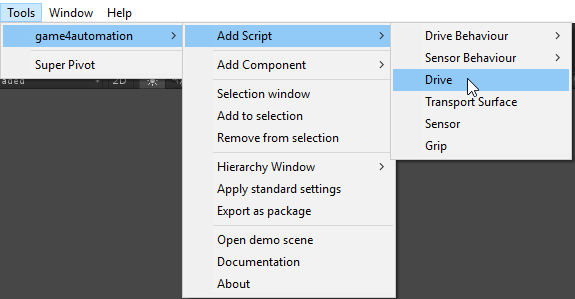 Tools Window Help
game4automation
Super Pivot
Add Script
Add Component
Selection window
Add to selection
Remove from selection
Hierarchy Window
Apply standard settings
Export as package
Open demo scene
Documentation
About
Drive Behaviour
Sensor Behaviour
Drive
Transport Surface
Sensor
Grip
2D